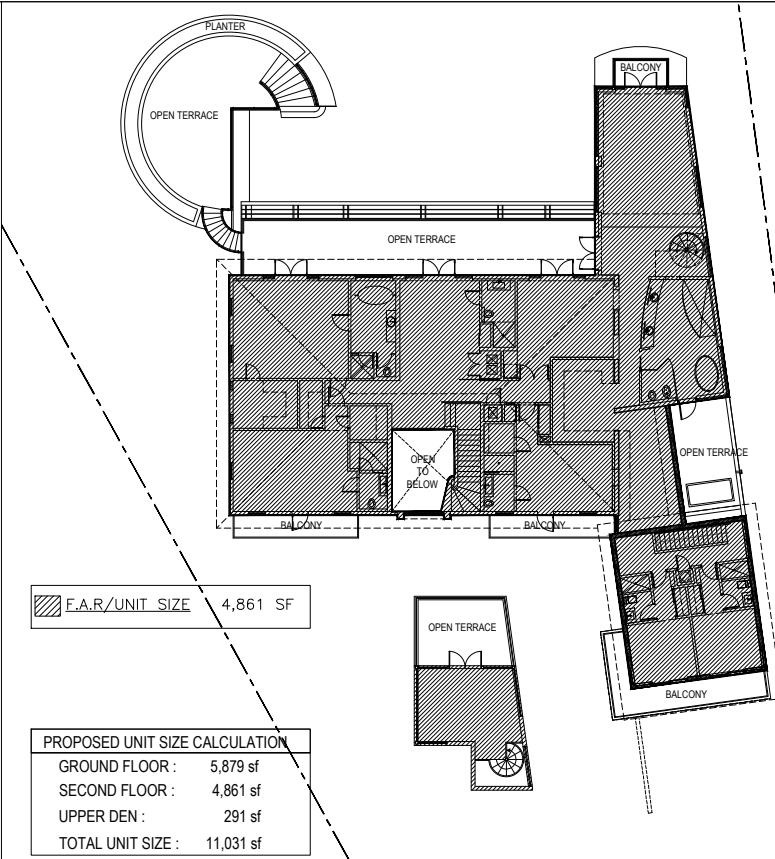 PLANTER
BALCONY
OPEN TERRACE
OPEN TERRACE
OPEN
TO
BELOW
OPEN TERRACE
BALCONY
BALCONY
F.A.R/UNIT SIZE 4,861 SF
OPEN TERRACE
BALCONY
PROPOSED UNIT SIZE CALCULATION
GROUND FLOOR : 5,879 sf
SECOND FLOOR : 4,861 sf
UPPER DEN : 291 sf
TOTAL UNIT SIZE : 11,031 sf